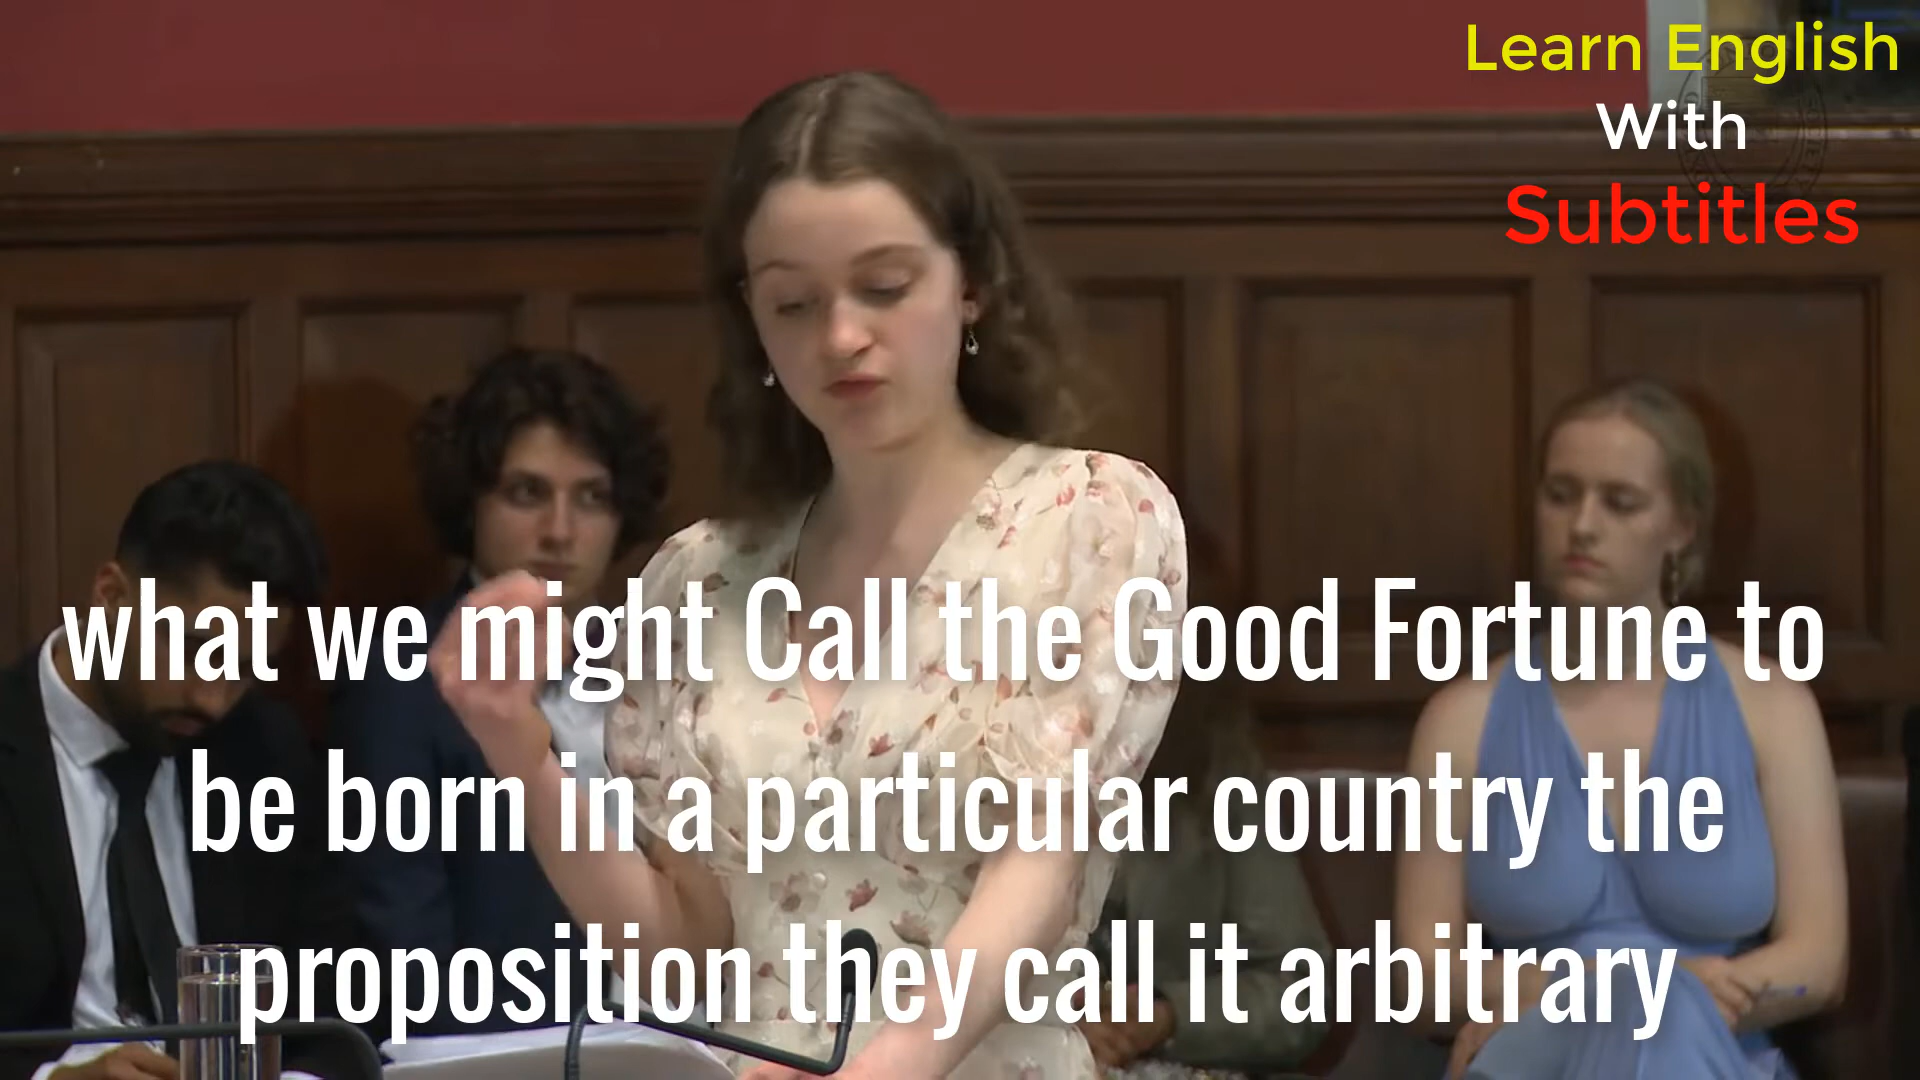 Learn English
With
Subtitles
what we might Call the Good Fortune to
be born in a particular country the
proposition they call it arbitrary